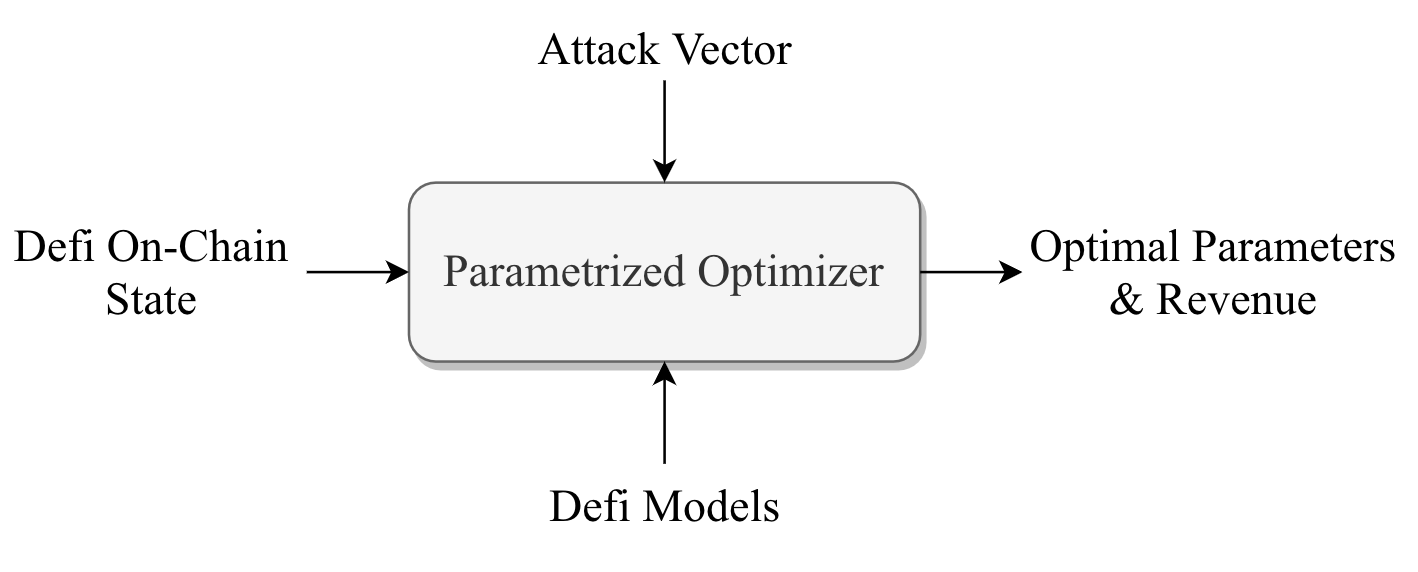 Attack Vector
Defi On-Chain
State
Parametrized Optimizer
Optimal Parameters
& Revenue
Defi Models